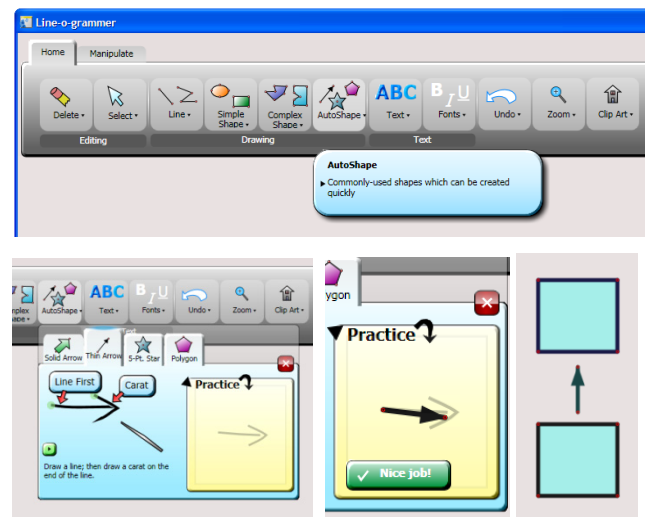 Line-o-grammer
Home Manipulate
Delete Select Line Simple Shape Complex Shape AutoShape ABC Text B I U Fonts Undo Zoom Clip Art
Editing Drawing Text
AutoShape
Commonly-used shapes which can be created
quickly
AutoShape ABC Text B I U Fonts Undo Zoom Clip Art
Solid Arrow Thin Arrow 5-Pt. Star Polygon
Line First Carat Practice
Draw a line; then draw a carat on the
end of the line.
ygon
Practice
✓ Nice job!